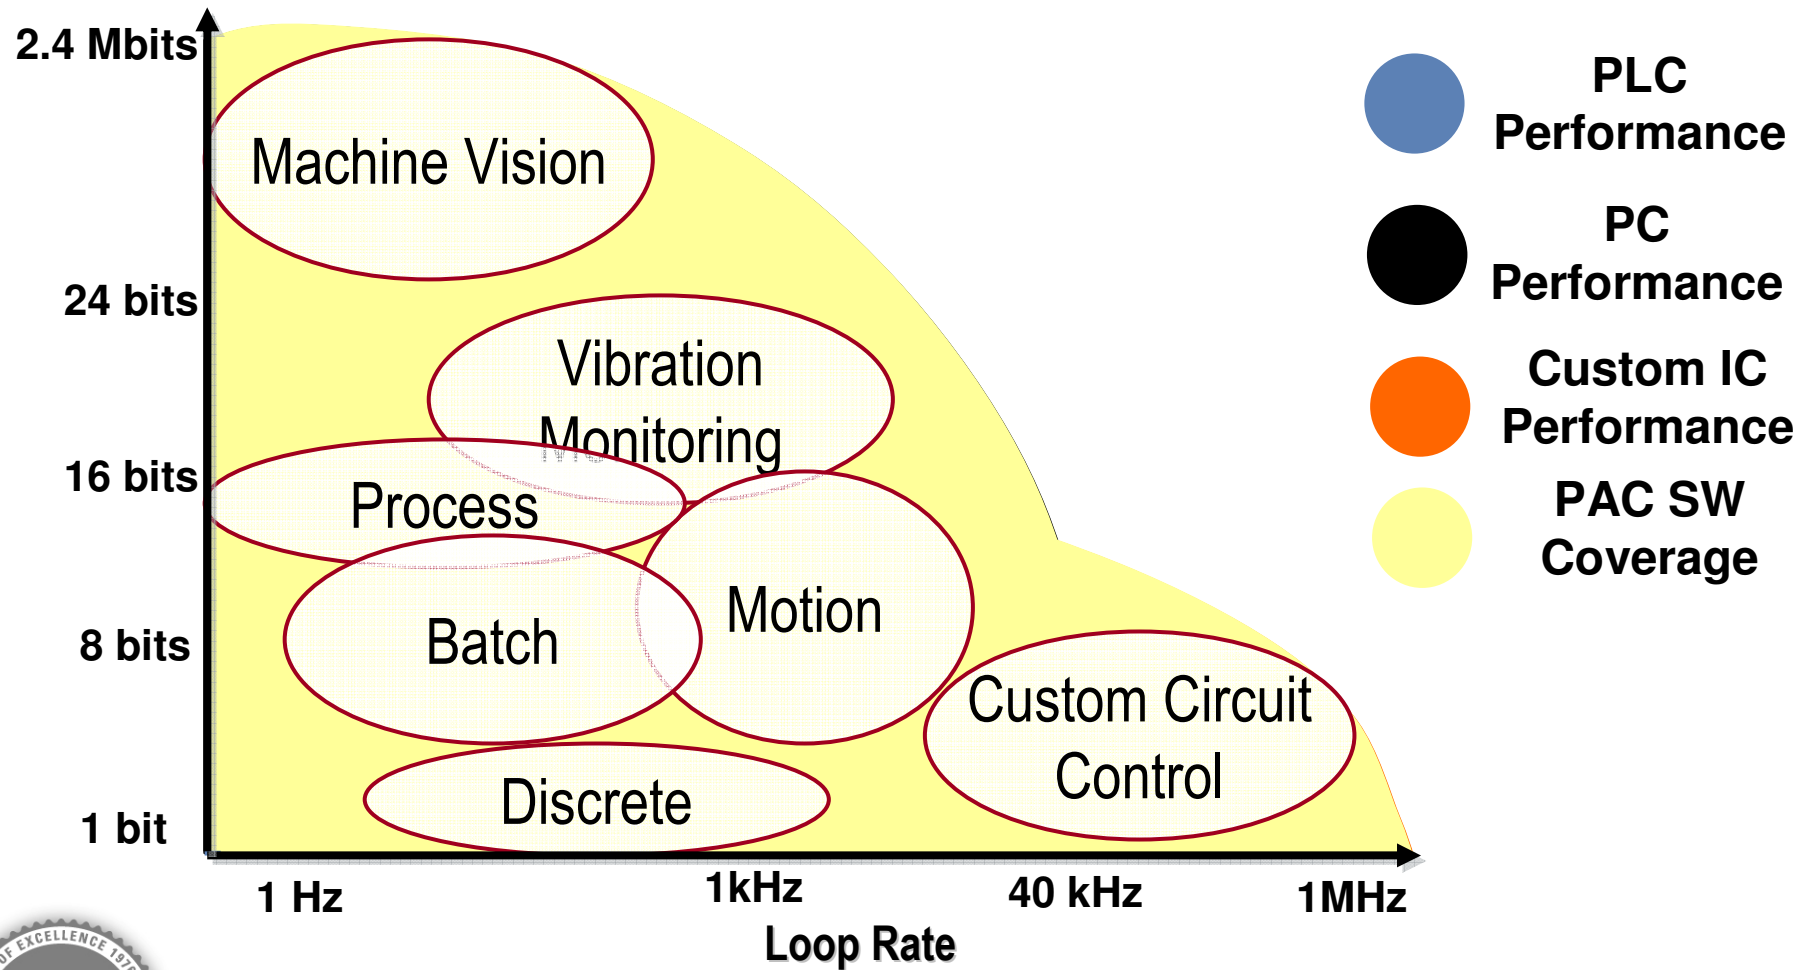 2.4 Mbits
24 bits
16 bits
8 bits
1 bit
Machine Vision
Vibration
Monitoring
Process
Batch
Motion
Custom Circuit
Control
Discrete
1 Hz
1kHz
40 kHz
1MHz
Loop Rate
PLC
Performance
PC
Performance
Custom IC
Performance
PAC SW
Coverage
OF EXCELLENCE